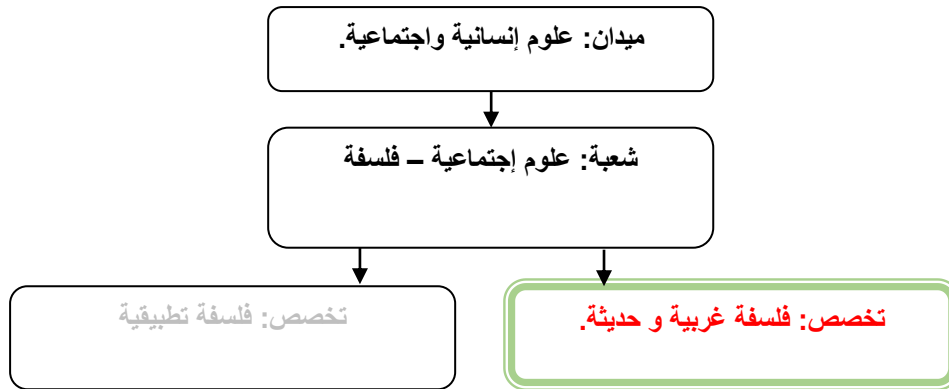 ميدان: علوم إنسانية واجتماعية.
شعبة: علوم إجتماعية – فلسفة
تخصص: فلسفة غربية و حديثة.
تخصص: فلسفة تطبيقية